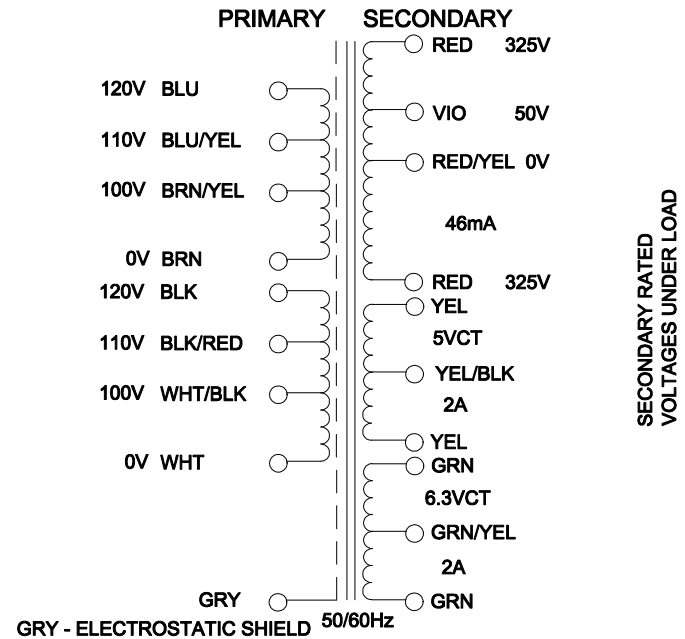 PRIMARY SECONDARY
RED 325V
120V BLU
VIO 50V
110V BLU/YEL
RED/YEL 0V
100V BRN/YEL
46mA
0V BRN
RED 325V
120V BLK
YEL
5VCT
110V BLK/RED
YEL/BLK
100V WHT/BLK
2A
YEL
0V WHT
GRN
6.3VCT
GRN/YEL
2A
GRY
GRN
GRY - ELECTROSTATIC SHIELD
50/60Hz
SECONDARY RATED
VOLTAGES UNDER LOAD